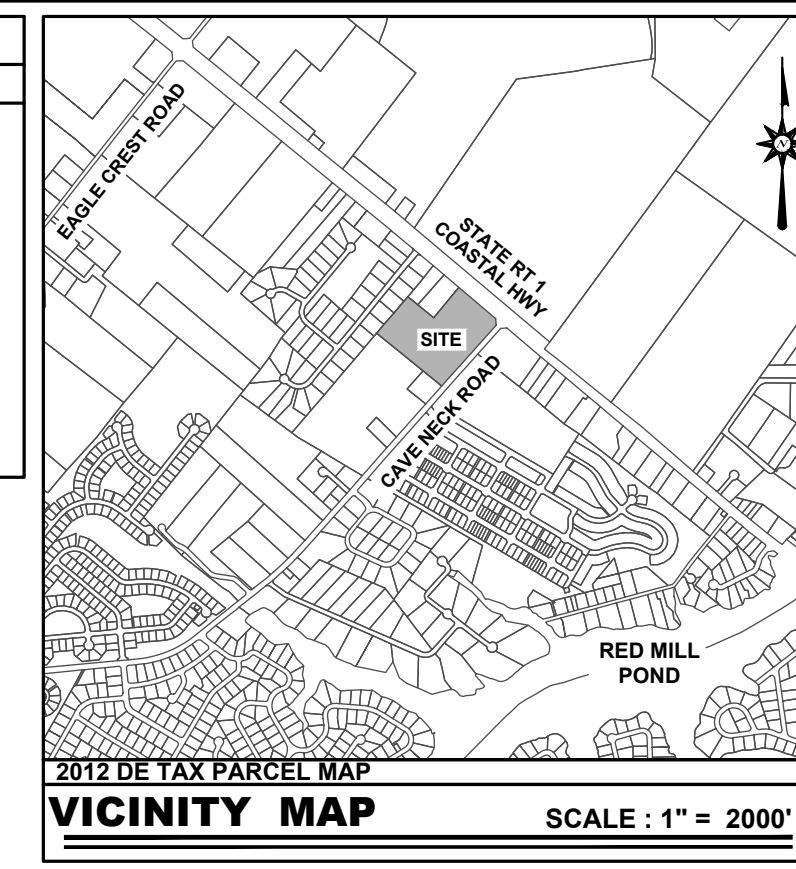 EAGLE CREST ROAD
STATE RT 1
COASTAL HWY
N
SITE
CAVE NECK ROAD
RED MILL
POND
2012 DE TAX PARCEL MAP
VICINITY MAP
SCALE : 1" = 2000'